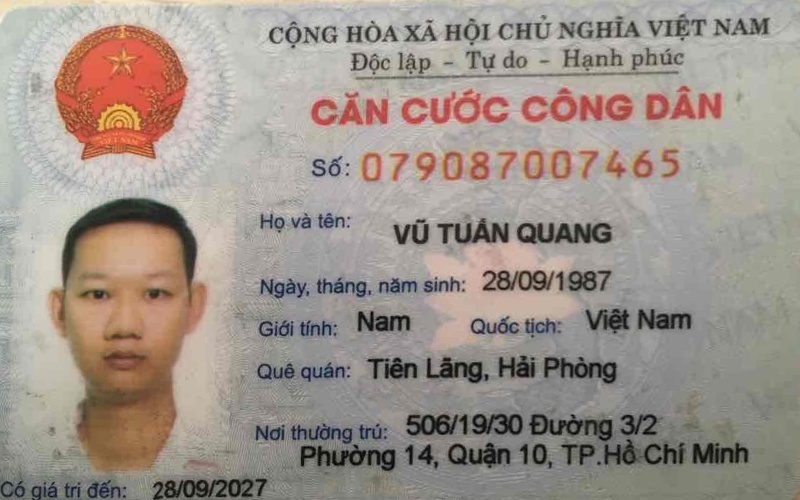 CỘNG HÒA XÃ HỘI CHỦ NGHĨA VIỆT NAM
Độc lập - Tự do - Hạnh phúc
CĂN CƯỚC CÔNG DÂN
Số: 079087007465
Họ và tên: VŨ TUẤN QUANG
Ngày, tháng, năm sinh: 28/09/1987
Giới tính: Nam Quốc tịch: Việt Nam
Quê quán: Tiên Lãng, Hải Phòng
Nơi thường trú: 506/19/30 Đường 3/2
Phường 14, Quận 10, TP.Hồ Chí Minh
Có giá trị đến: 28/09/2027